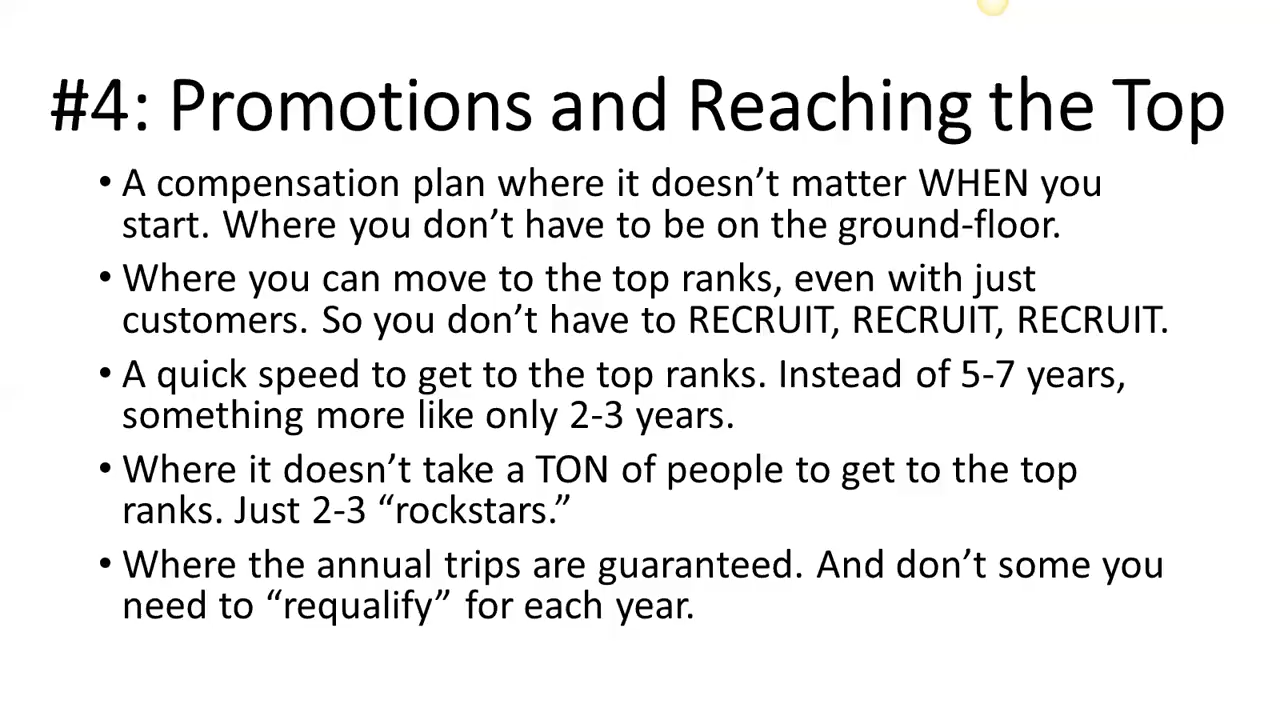 #4: Promotions and Reaching the Top
• A compensation plan where it doesn’t matter WHEN you
start. Where you don’t have to be on the ground-floor.
• Where you can move to the top ranks, even with just
customers. So you don’t have to RECRUIT, RECRUIT, RECRUIT.
• A quick speed to get to the top ranks. Instead of 5-7 years,
something more like only 2-3 years.
• Where it doesn’t take a TON of people to get to the top
ranks. Just 2-3 “rockstars.”
• Where the annual trips are guaranteed. And don’t some you
need to “requalify” for each year.